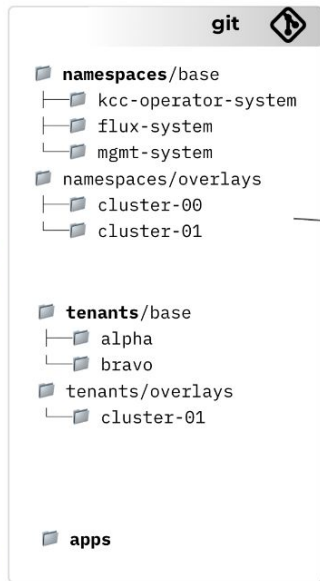 git
namespaces/base
kcc-operator-system
flux-system
mgmt-system
namespaces/overlays
cluster-00
cluster-01
tenants/base
alpha
bravo
tenants/overlays
cluster-01
apps